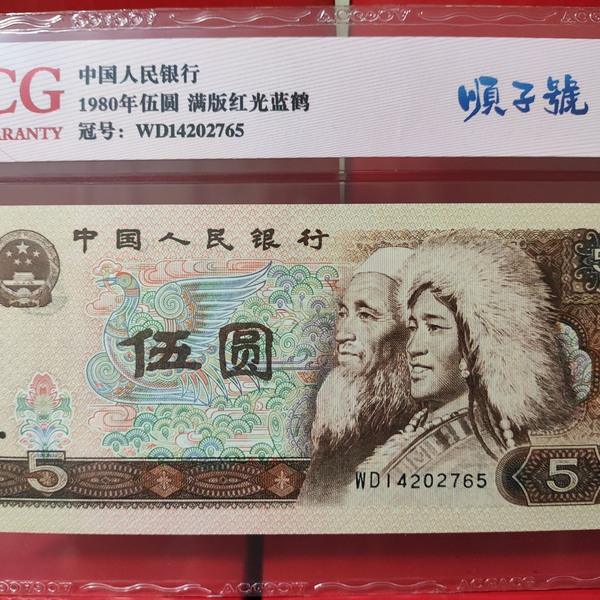 CG
中国人民银行
1980年伍圆 满版红光蓝鹤
冠号: WD14202765
ARRANTY
順子號
中国人民银行
伍圆
5
WD14202765
5